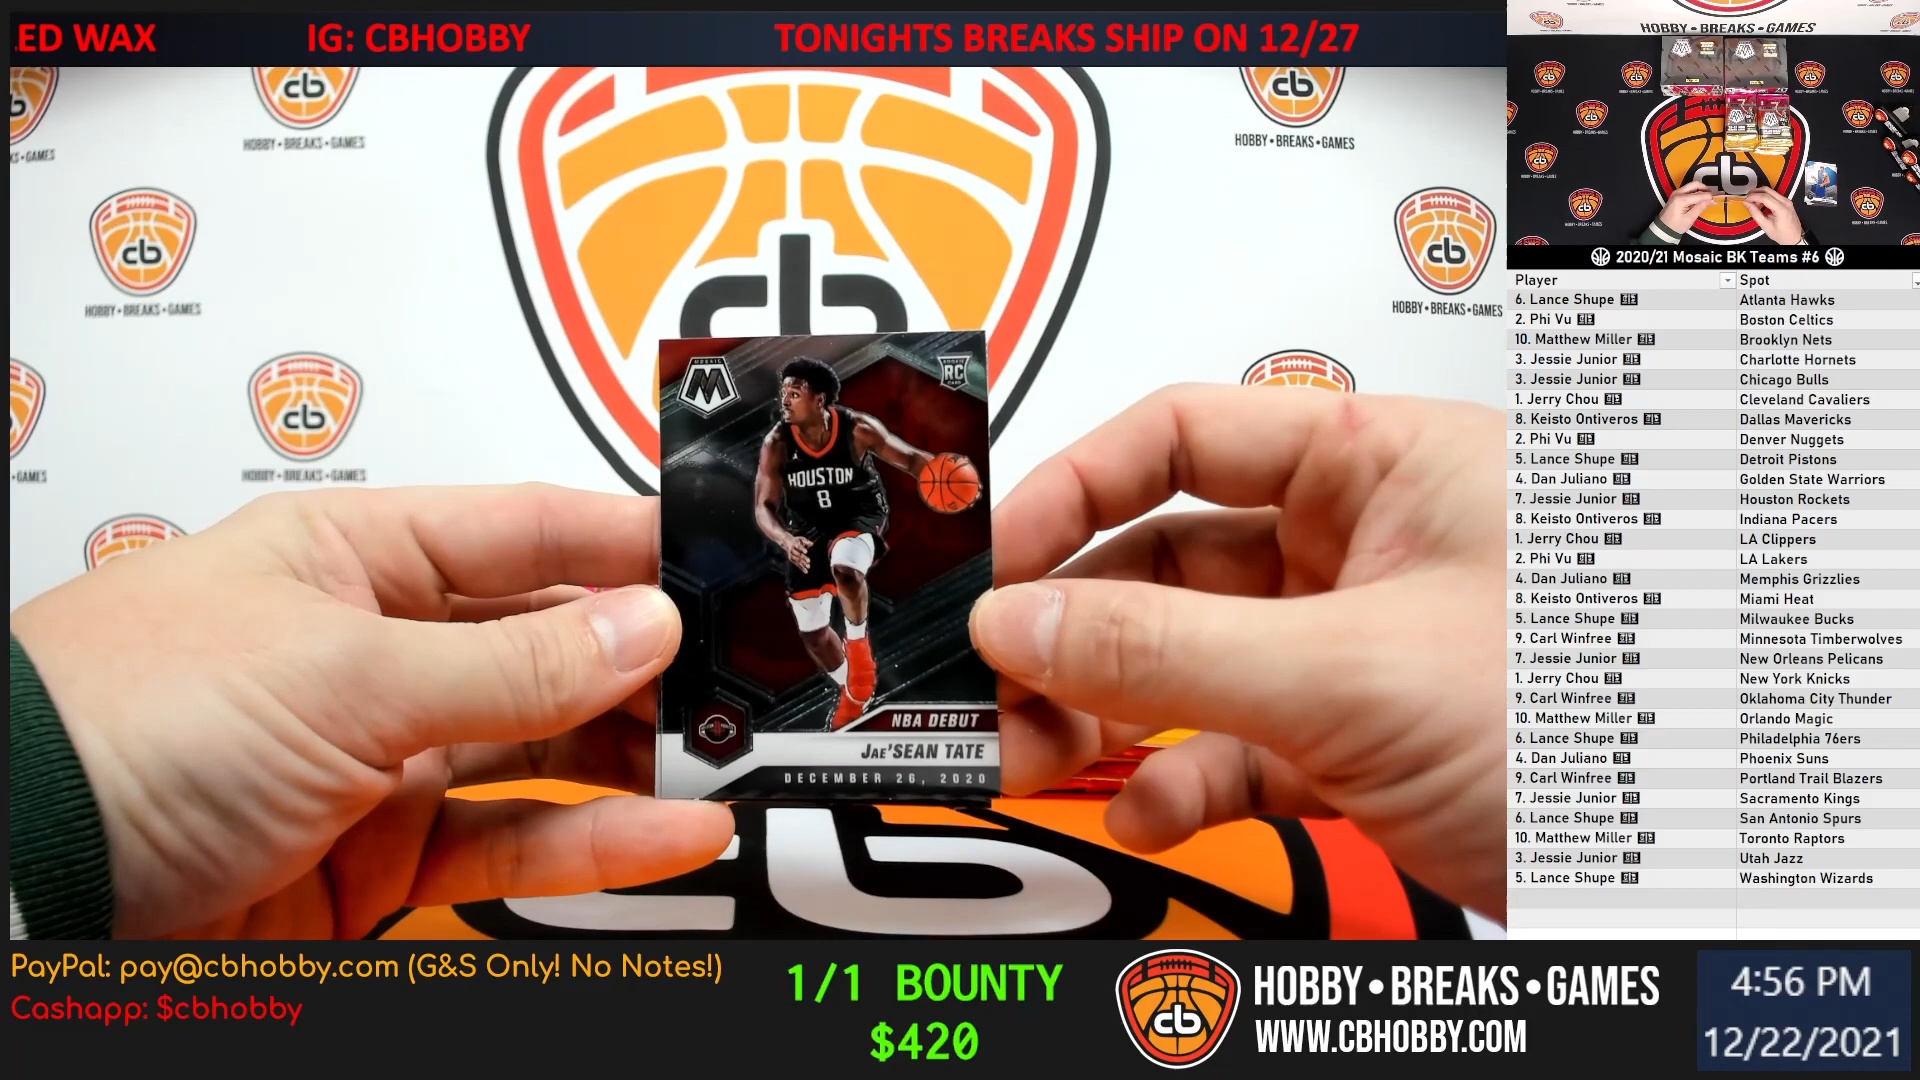 ED WAX
IG: CBHOBBY
TONIGHTS BREAKS SHIP ON 12/27
HOBBY • BREAKS • GAMES
HOBBY • BREAKS • GAMES
HOBBY • BREAKS • GAMES
HOBBY • BREAKS • GAMES
HOBBY • BREAKS • GAMES
HOBBY • BREAKS • GAMES
GAMES
cb
MOSAIC
M
RC
HOUSTON
8
NBA DEBUT
JAE'SEAN TATE
DECEMBER 26, 2020
2020/21 Mosaic BK Teams #6
Player Spot
6. Lance Shupe Atlanta Hawks
2. Phi Vu Boston Celtics
10. Matthew Miller Brooklyn Nets
3. Jessie Junior Charlotte Hornets
3. Jessie Junior Chicago Bulls
1. Jerry Chou Cleveland Cavaliers
8. Keisto Ontiveros Dallas Mavericks
2. Phi Vu Denver Nuggets
5. Lance Shupe Detroit Pistons
4. Dan Juliano Golden State Warriors
7. Jessie Junior Houston Rockets
8. Keisto Ontiveros Indiana Pacers
1. Jerry Chou LA Clippers
2. Phi Vu LA Lakers
4. Dan Juliano Memphis Grizzlies
8. Keisto Ontiveros Miami Heat
5. Lance Shupe Milwaukee Bucks
9. Carl Winfree Minnesota Timberwolves
7. Jessie Junior New Orleans Pelicans
1. Jerry Chou New York Knicks
9. Carl Winfree Oklahoma City Thunder
10. Matthew Miller Orlando Magic
6. Lance Shupe Philadelphia 76ers
4. Dan Juliano Phoenix Suns
9. Carl Winfree Portland Trail Blazers
7. Jessie Junior Sacramento Kings
6. Lance Shupe San Antonio Spurs
10. Matthew Miller Toronto Raptors
3. Jessie Junior Utah Jazz
5. Lance Shupe Washington Wizards
PayPal: pay@cbhobby.com (G&S Only! No Notes!)
Cashapp: $cbhobby
1/1 BOUNTY
$420
cb
HOBBY • BREAKS • GAMES
WWW.CBHOBBY.COM
4:56 PM
12/22/2021